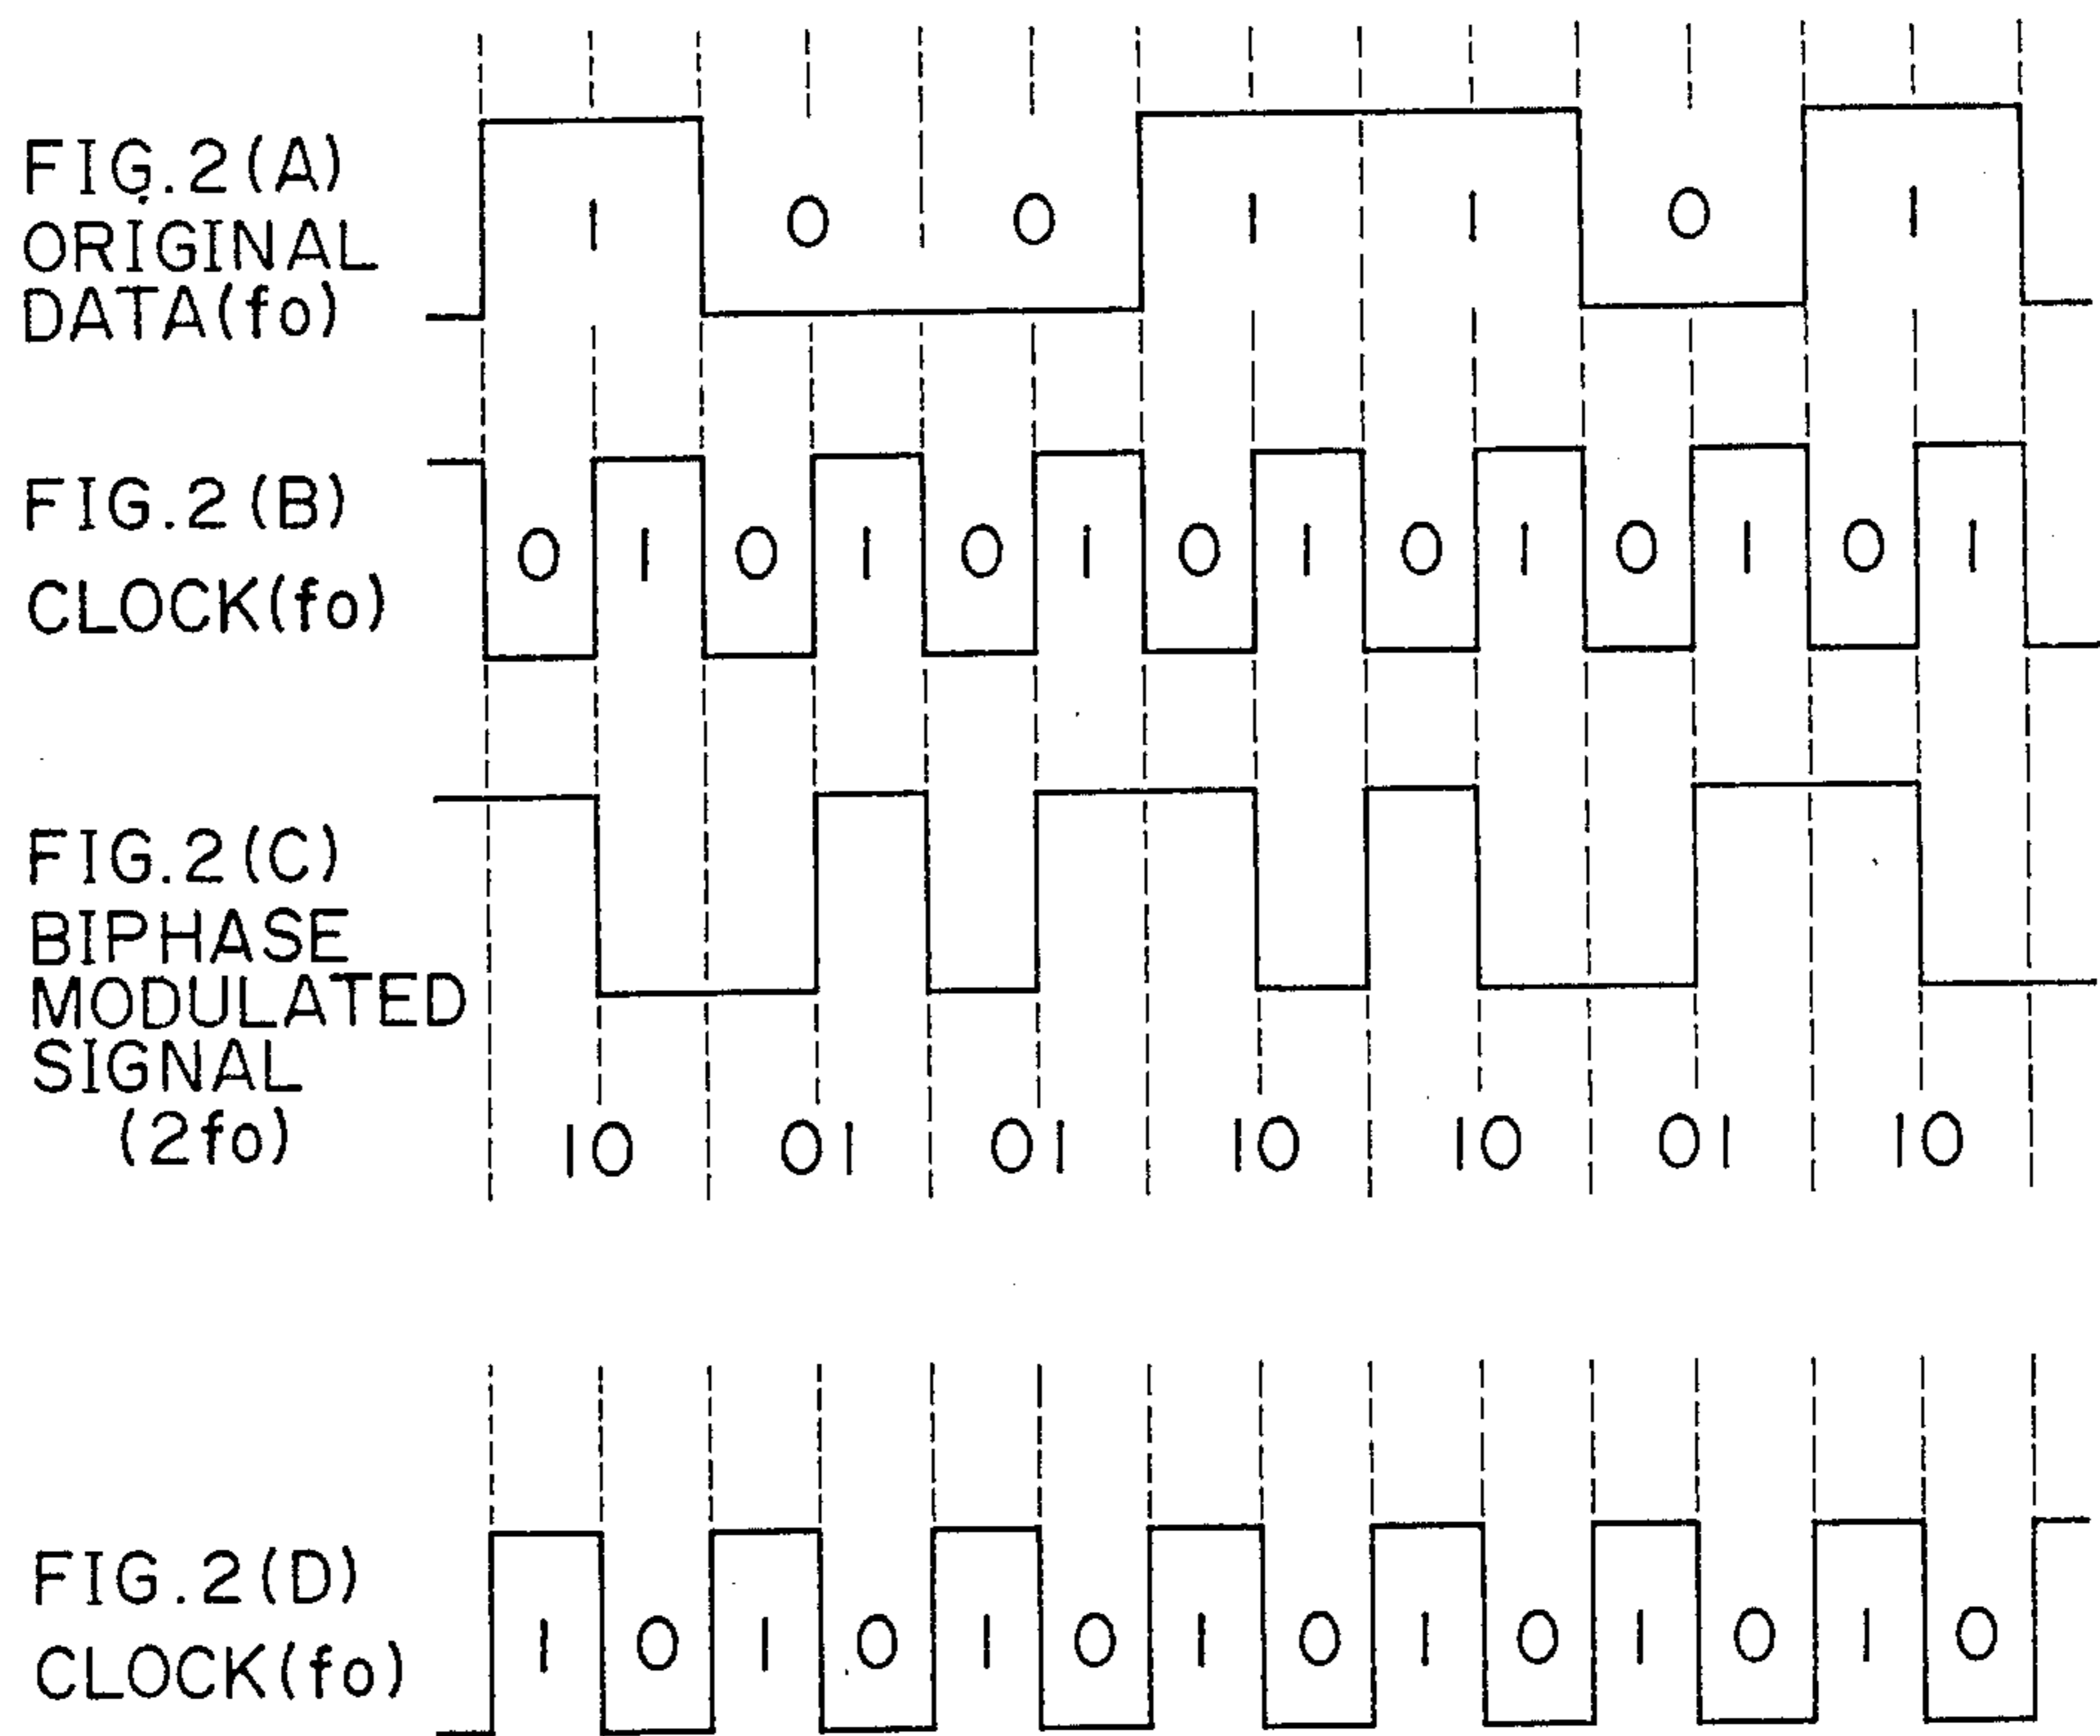 FIG.2(A)
ORIGINAL
DATA(fo)
1 0 0 1 1 0 1
FIG.2(B)
CLOCK(fo)
0 1 0 1 0 1 0 1 0 1 0 1 0 1
FIG.2(C)
BIPHASE
MODULATED
SIGNAL
(2fo)
10 01 01 10 10 01 10
FIG.2(D)
CLOCK(fo)
1 0 1 0 1 0 1 0 1 0 1 0 1 0